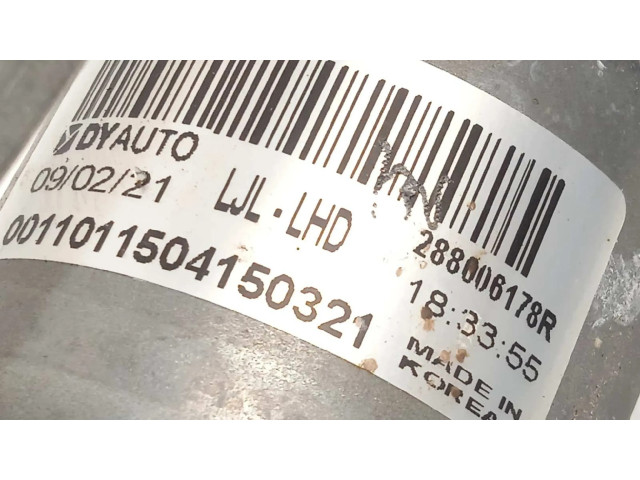 DYAUTO
09/02/21 LJL-LHD 288006178R
0011011504150321 18:33:55
MADE IN
KOREA